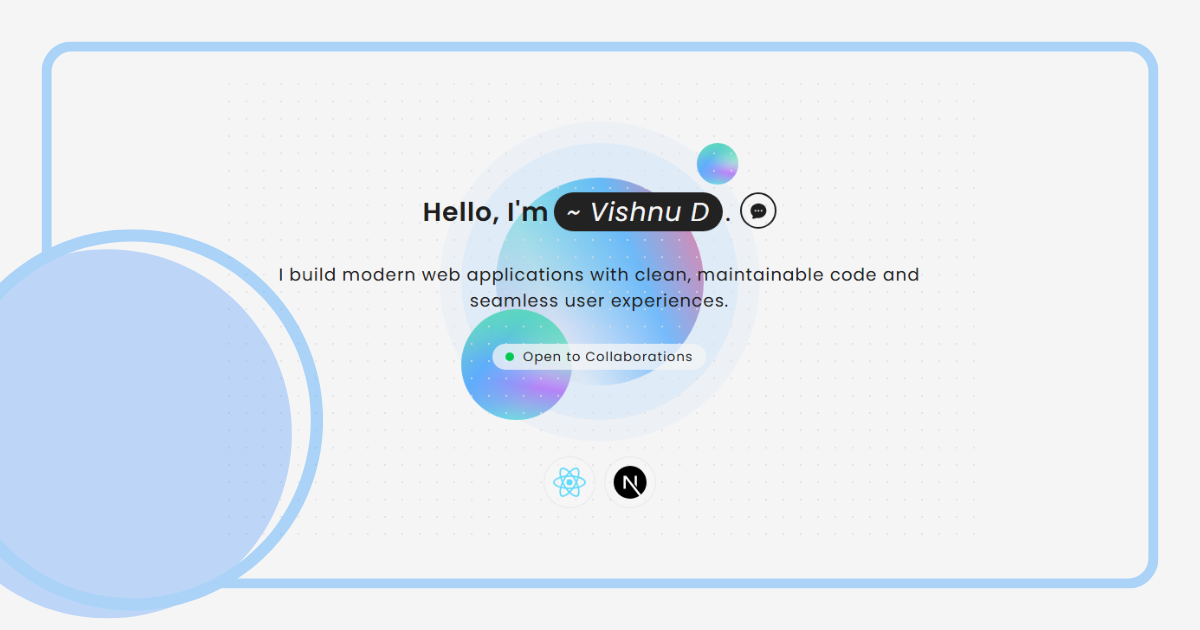 Hello, I'm ~ Vishnu D .
I build modern web applications with clean, maintainable code and
seamless user experiences.
Open to Collaborations
N